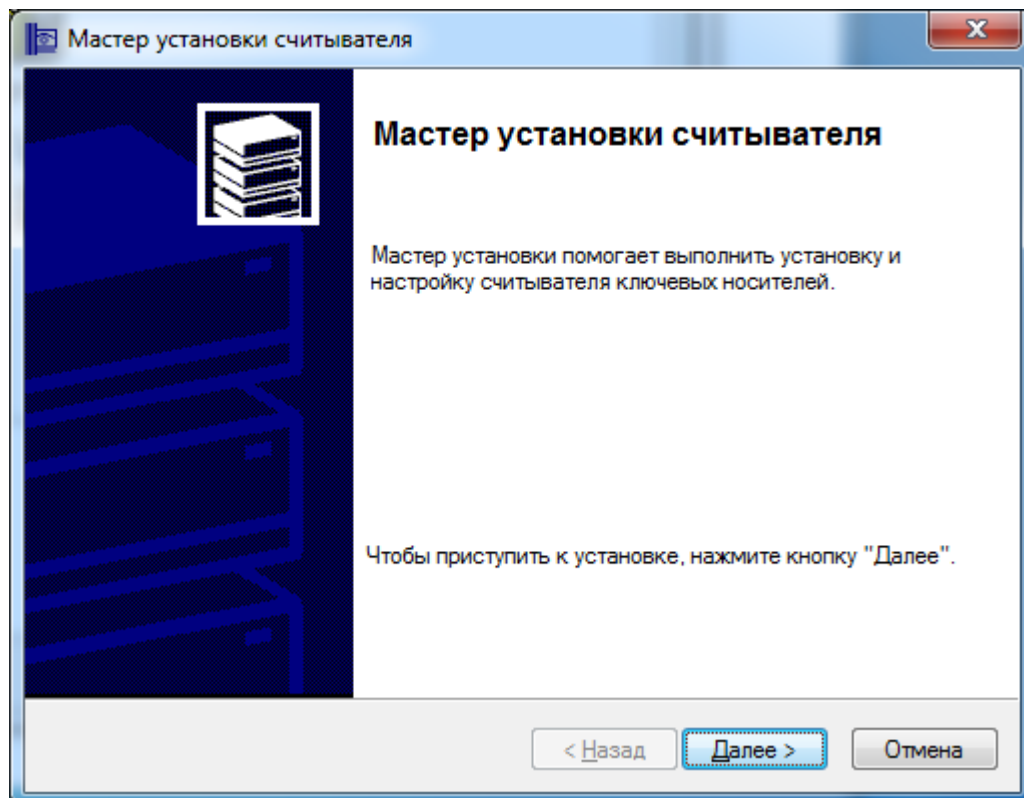 Мастер установки считывателя
Мастер установки считывателя
Мастер установки помогает выполнить установку и
настройку считывателя ключевых носителей.
Чтобы приступить к установке, нажмите кнопку "Далее".
< Назад
Далее >
Отмена